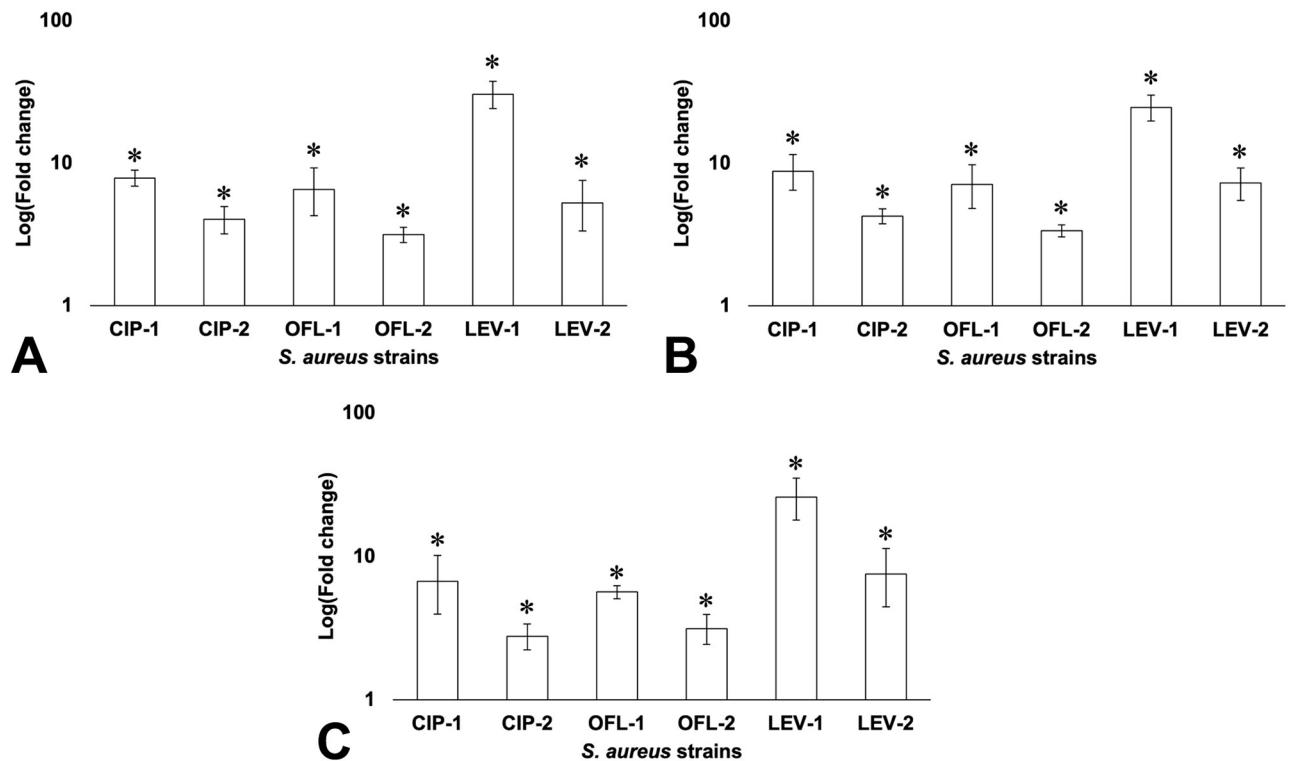 100
Log(Fold change)
10
1
* * * * * *
CIP-1 CIP-2 OFL-1 OFL-2 LEV-1 LEV-2
S. aureus strains
A
100
Log(Fold change)
10
1
* * * * * *
CIP-1 CIP-2 OFL-1 OFL-2 LEV-1 LEV-2
S. aureus strains
B
100
Log(Fold change)
10
1
* * * * * *
CIP-1 CIP-2 OFL-1 OFL-2 LEV-1 LEV-2
S. aureus strains
C